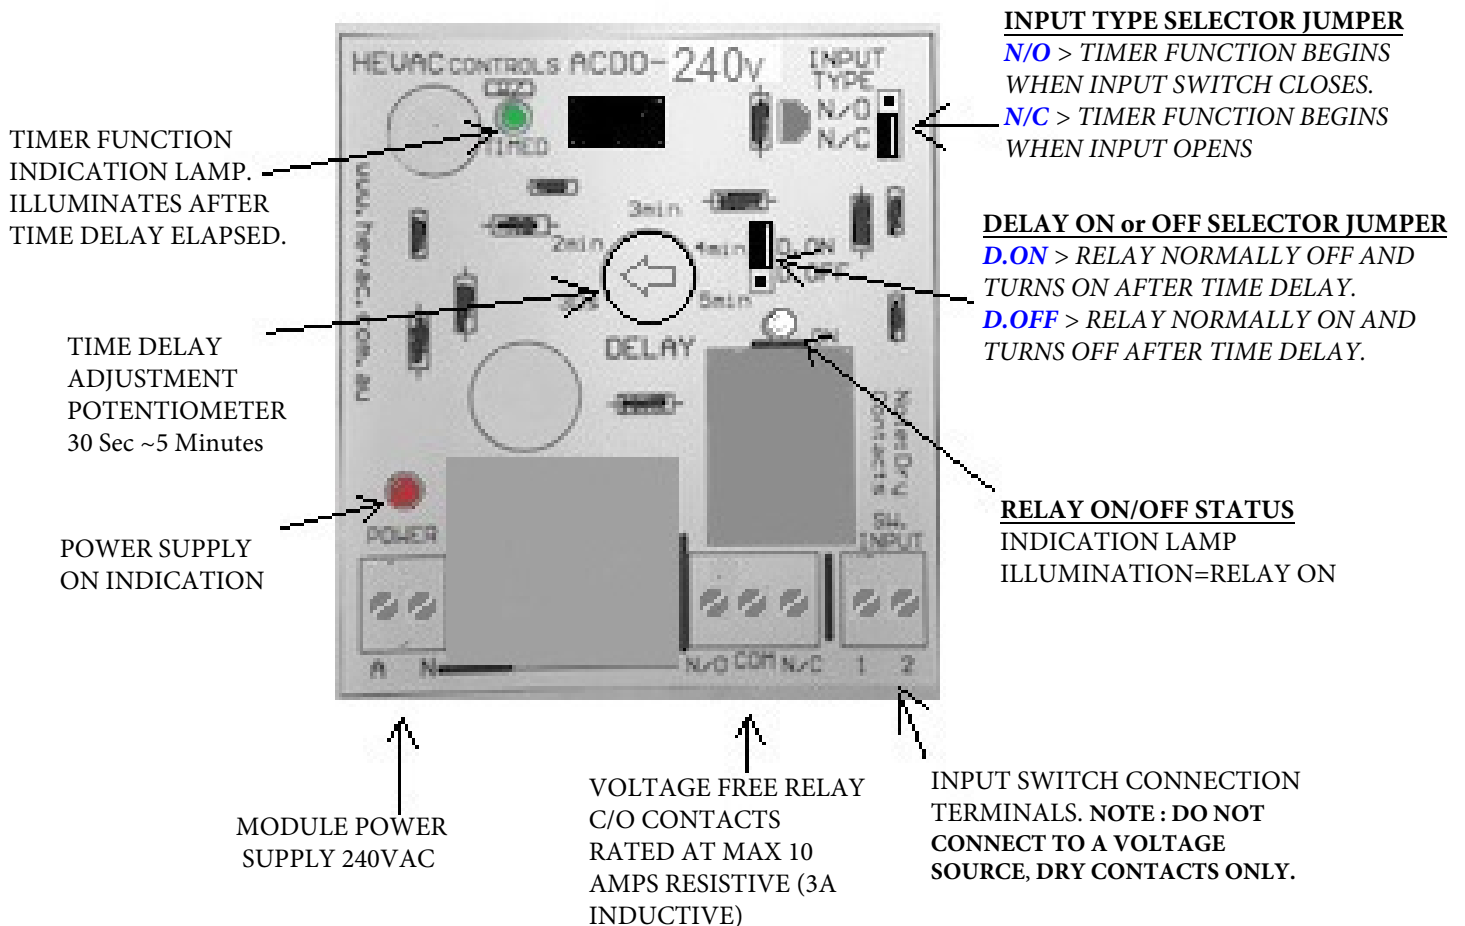 INPUT TYPE SELECTOR JUMPER
N/O > TIMER FUNCTION BEGINS
WHEN INPUT SWITCH CLOSES.
N/C > TIMER FUNCTION BEGINS
WHEN INPUT OPENS
HEVAC CONTROLS ACDO-240v
INPUT
TYPE
N/O
N/C
TIMED
TIMER FUNCTION
INDICATION LAMP.
ILLUMINATES AFTER
TIME DELAY ELAPSED.
www.hevac.com.au
3min
2min
4min
5min
D.ON
D.OFF
DELAY
ON
DELAY ON or OFF SELECTOR JUMPER
D.ON > RELAY NORMALLY OFF AND
TURNS ON AFTER TIME DELAY.
D.OFF > RELAY NORMALLY ON AND
TURNS OFF AFTER TIME DELAY.
TIME DELAY
ADJUSTMENT
POTENTIOMETER
30 Sec ~5 Minutes
Note:Dry
Contacts
POWER
SW.
INPUT
POWER SUPPLY
ON INDICATION
RELAY ON/OFF STATUS
INDICATION LAMP
ILLUMINATION=RELAY ON
A N
N/O COM N/C
1 2
MODULE POWER
SUPPLY 240VAC
VOLTAGE FREE RELAY
C/O CONTACTS
RATED AT MAX 10
AMPS RESISTIVE (3A
INDUCTIVE)
INPUT SWITCH CONNECTION
TERMINALS. NOTE : DO NOT
CONNECT TO A VOLTAGE
SOURCE, DRY CONTACTS ONLY.